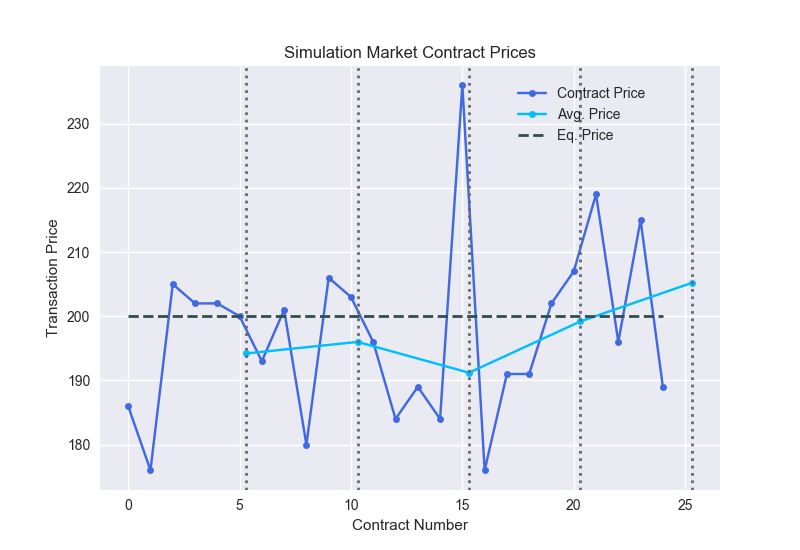 Simulation Market Contract Prices
Contract Price
Avg. Price
Eq. Price
Transaction Price
230
220
210
200
190
180
0
5
10
15
20
25
Contract Number